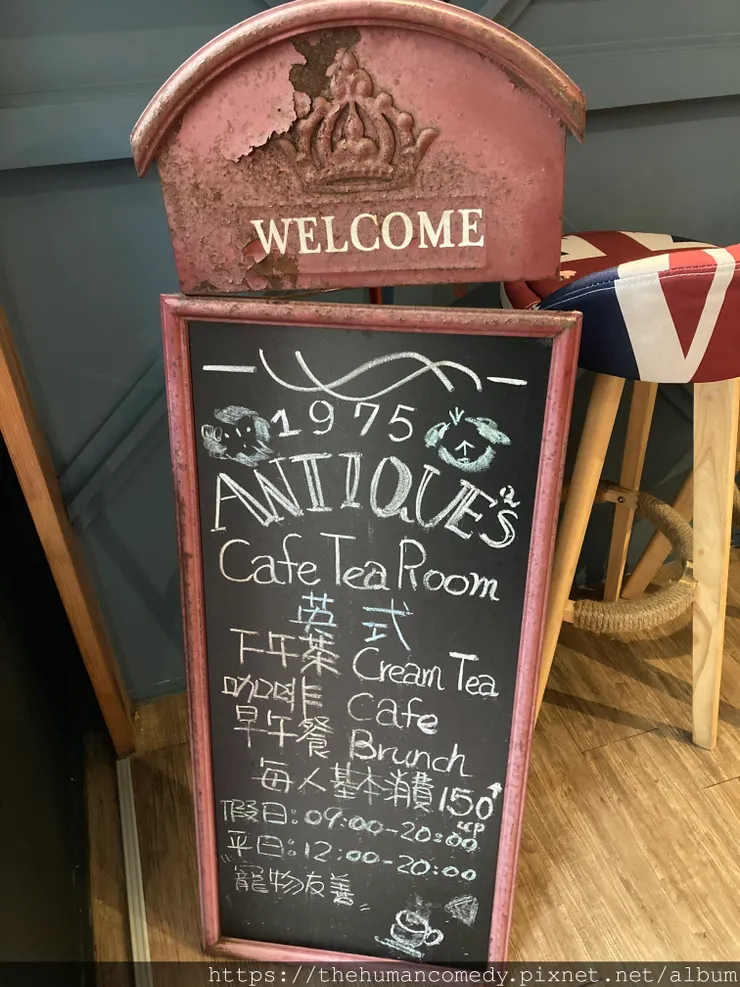 WELCOME
1975
ANTIQUE'S
Cafe Tea Room
英式
下午茶 Cream Tea
咖啡 Cafe
早午餐 Brunch
每人基本消費150↑
假日:09:00-20:00
平日:12:00-20:00
寵物友善
https://thehumancomedy.pixnet.net/album